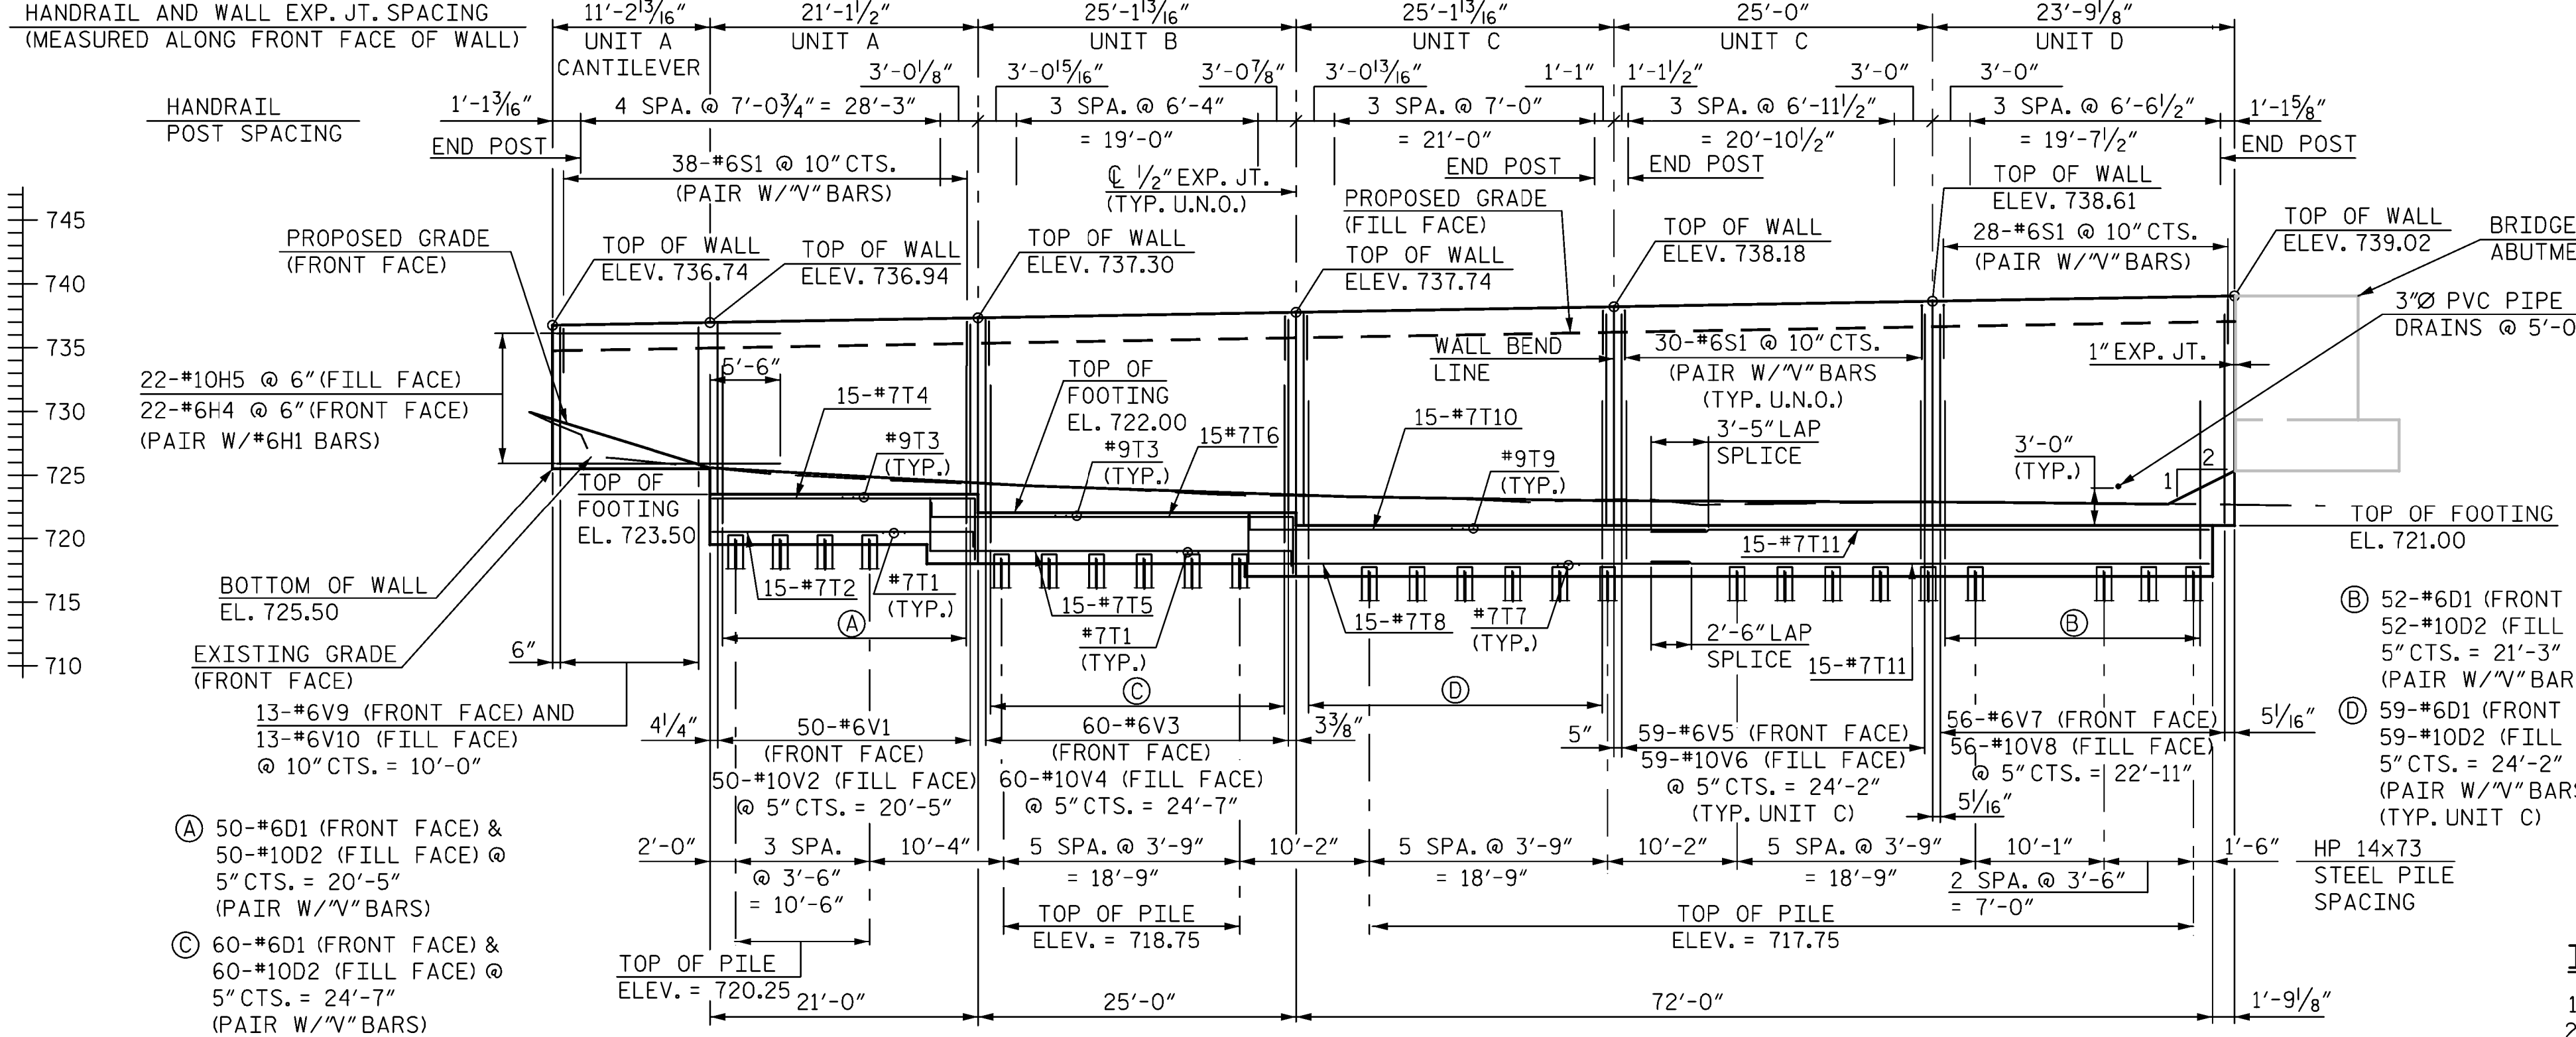 HANDRAIL AND WALL EXP. JT. SPACING
(MEASURED ALONG FRONT FACE OF WALL)
11'-2 13/16"
UNIT A
CANTILEVER
21'-1 1/2"
UNIT A
25'-1 13/16"
UNIT B
25'-1 13/16"
UNIT C
25'-0"
UNIT C
23'-9 1/8"
UNIT D
HANDRAIL
POST SPACING
1'-1 3/16"
4 SPA. @ 7'-0 3/4" = 28'-3"
3'-0 1/8"
3'-0 15/16"
3 SPA. @ 6'-4"
= 19'-0"
3'-0 7/8"
3'-0 13/16"
3 SPA. @ 7'-0"
= 21'-0"
1'-1"
1'-1 1/2"
3 SPA. @ 6'-11 1/2"
= 20'-10 1/2"
3'-0"
3'-0"
3 SPA. @ 6'-6 1/2"
= 19'-7 1/2"
1'-1 5/8"
END POST
END POST
END POST
END POST
38-#6S1 @ 10" CTS.
(PAIR W/"V" BARS)
℄ 1/2" EXP. JT.
(TYP. U.N.O.)
PROPOSED GRADE
(FILL FACE)
TOP OF WALL
ELEV. 738.61
745
740
735
730
725
720
715
710
PROPOSED GRADE
(FRONT FACE)
TOP OF WALL
ELEV. 736.74
TOP OF WALL
ELEV. 736.94
TOP OF WALL
ELEV. 737.30
TOP OF WALL
ELEV. 737.74
TOP OF WALL
ELEV. 738.18
28-#6S1 @ 10" CTS.
(PAIR W/"V" BARS)
TOP OF WALL
ELEV. 739.02
BRIDGE
3"Ø PVC PIPE
DRAINS @ 5'-0
1" EXP. JT.
22-#10H5 @ 6" (FILL FACE)
22-#6H4 @ 6" (FRONT FACE)
(PAIR W/#6H1 BARS)
5'-6"
15-#7T4
#9T3
(TYP.)
TOP OF
FOOTING
EL. 722.00
#9T3
(TYP.)
15#7T6
WALL BEND
LINE
30-#6S1 @ 10" CTS.
(PAIR W/"V" BARS
(TYP. U.N.O.)
15-#7T10
#9T9
(TYP.)
3'-5" LAP
SPLICE
3'-0"
(TYP.)
1
2
TOP OF
FOOTING
EL. 723.50
TOP OF FOOTING
EL. 721.00
BOTTOM OF WALL
EL. 725.50
15-#7T2
#7T1
(TYP.)
15-#7T5
#7T1
(TYP.)
15-#7T8
#7T7
(TYP.)
15-#7T11
2'-6" LAP
SPLICE
15-#7T11
EXISTING GRADE
(FRONT FACE)
6"
A
C
D
B
13-#6V9 (FRONT FACE) AND
13-#6V10 (FILL FACE)
@ 10" CTS. = 10'-0"
4 1/4"
50-#6V1
(FRONT FACE)
50-#10V2 (FILL FACE)
@ 5" CTS. = 20'-5"
60-#6V3
(FRONT FACE)
60-#10V4 (FILL FACE)
@ 5" CTS. = 24'-7"
3 3/8"
5"
59-#6V5 (FRONT FACE)
59-#10V6 (FILL FACE)
@ 5" CTS. = 24'-2"
(TYP. UNIT C)
56-#6V7 (FRONT FACE)
56-#10V8 (FILL FACE)
@ 5" CTS. = 22'-11"
5 1/16"
5 1/16"
B 52-#6D1 (FRONT
52-#10D2 (FILL
5" CTS. = 21'-3"
(PAIR W/"V" BAR
D 59-#6D1 (FRONT
59-#10D2 (FILL
5" CTS. = 24'-2"
(PAIR W/"V" BARS
(TYP. UNIT C)
A 50-#6D1 (FRONT FACE) &
50-#10D2 (FILL FACE) @
5" CTS. = 20'-5"
(PAIR W/"V" BARS)
C 60-#6D1 (FRONT FACE) &
60-#10D2 (FILL FACE) @
5" CTS. = 24'-7"
(PAIR W/"V" BARS)
2'-0"
3 SPA.
@ 3'-6"
= 10'-6"
10'-4"
5 SPA. @ 3'-9"
= 18'-9"
10'-2"
5 SPA. @ 3'-9"
= 18'-9"
10'-2"
5 SPA. @ 3'-9"
= 18'-9"
10'-1"
2 SPA. @ 3'-6"
= 7'-0"
1'-6"
HP 14x73
STEEL PILE
SPACING
TOP OF PILE
ELEV. = 720.25
TOP OF PILE
ELEV. = 718.75
TOP OF PILE
ELEV. = 717.75
21'-0"
25'-0"
72'-0"
1'-9 1/8"